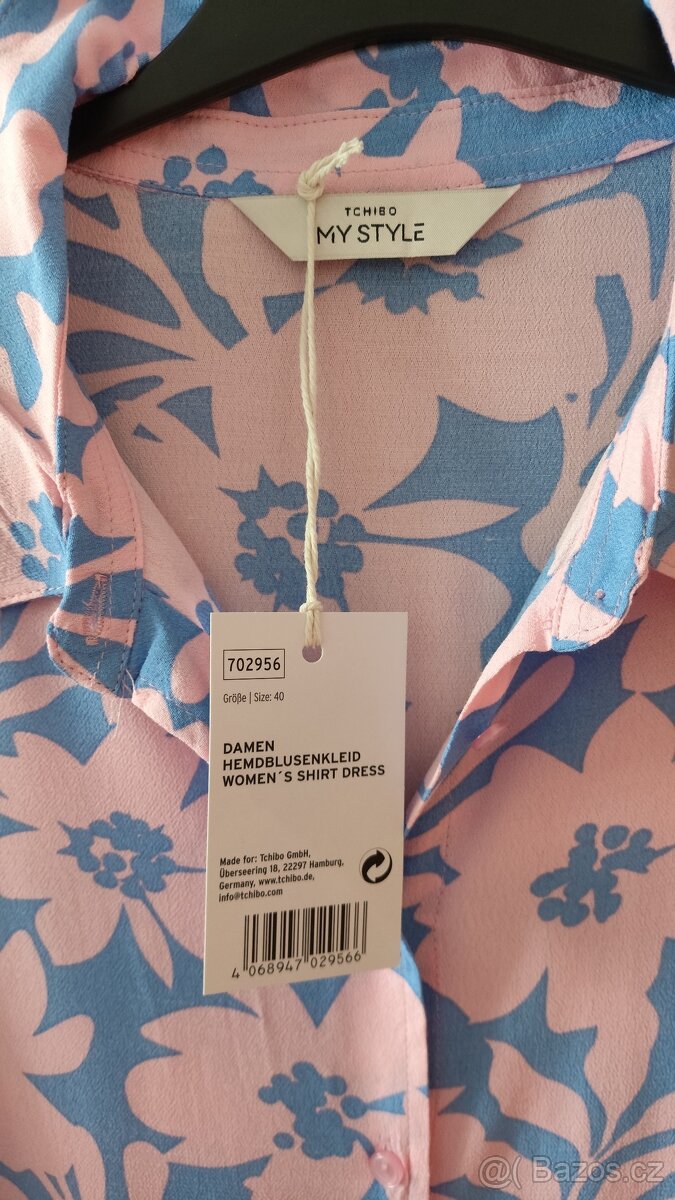 TCHIBO
MY STYLE
702956
Größe | Size: 40
DAMEN
HEMDBLUSENKLEID
WOMEN´S SHIRT DRESS
Made for: Tchibo GmbH,
Überseering 18, 22297 Hamburg,
Germany, www.tchibo.de,
info@tchibo.com
4 068947 029566
@( Bazos.cz